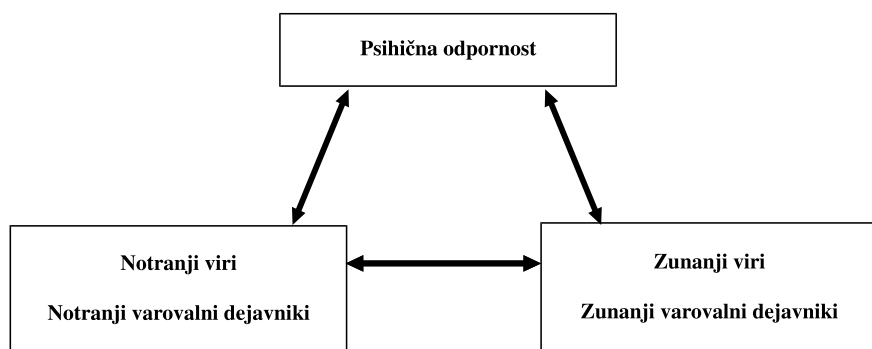 Psihična odpornost
Notranji viri
Notranji varovalni dejavniki
Zunanji viri
Zunanji varovalni dejavniki